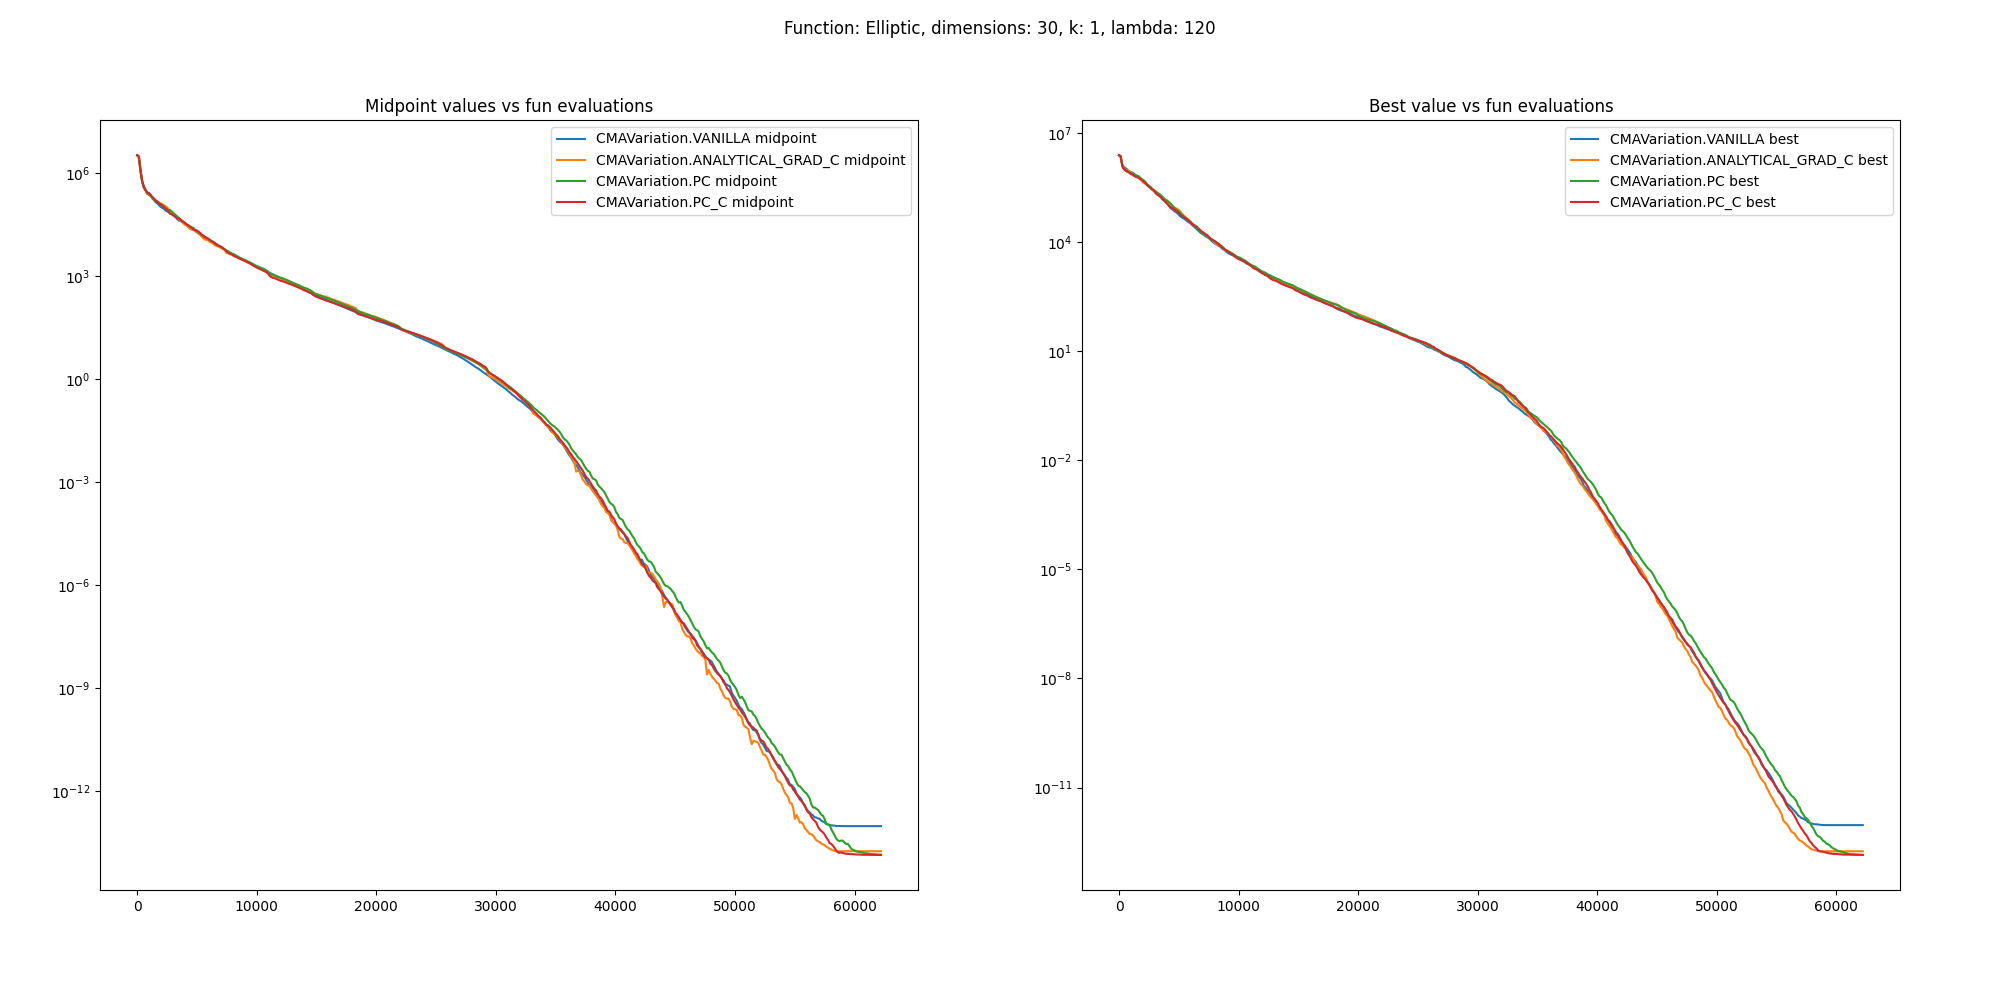 Function: Elliptic, dimensions: 30, k: 1, lambda: 120
Midpoint values vs fun evaluations
CMAVariation.VANILLA midpoint
CMAVariation.ANALYTICAL_GRAD_C midpoint
CMAVariation.PC midpoint
CMAVariation.PC_C midpoint
10⁶
10³
10⁰
10⁻³
10⁻⁶
10⁻⁹
10⁻¹²
0 10000 20000 30000 40000 50000 60000
Best value vs fun evaluations
CMAVariation.VANILLA best
CMAVariation.ANALYTICAL_GRAD_C best
CMAVariation.PC best
CMAVariation.PC_C best
10⁷
10⁴
10¹
10⁻²
10⁻⁵
10⁻⁸
10⁻¹¹
0 10000 20000 30000 40000 50000 60000